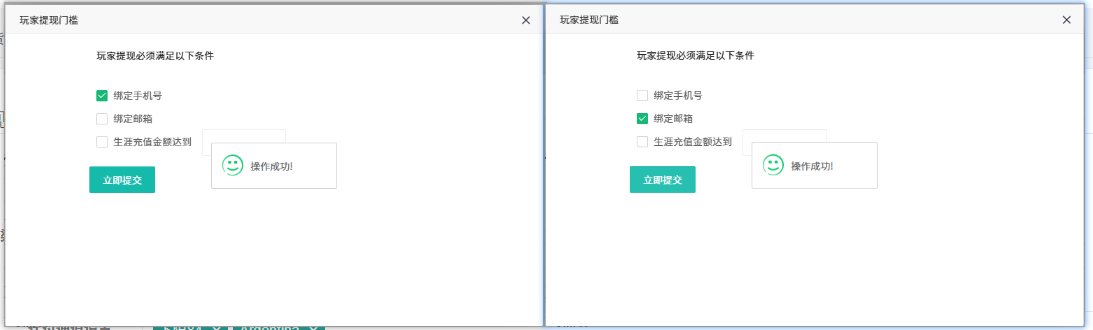 玩家提现门槛
玩家提现必须满足以下条件
绑定手机号
绑定邮箱
生涯充值金额达到
操作成功!
立即提交
玩家提现门槛
玩家提现必须满足以下条件
绑定手机号
绑定邮箱
生涯充值金额达到
操作成功!
立即提交